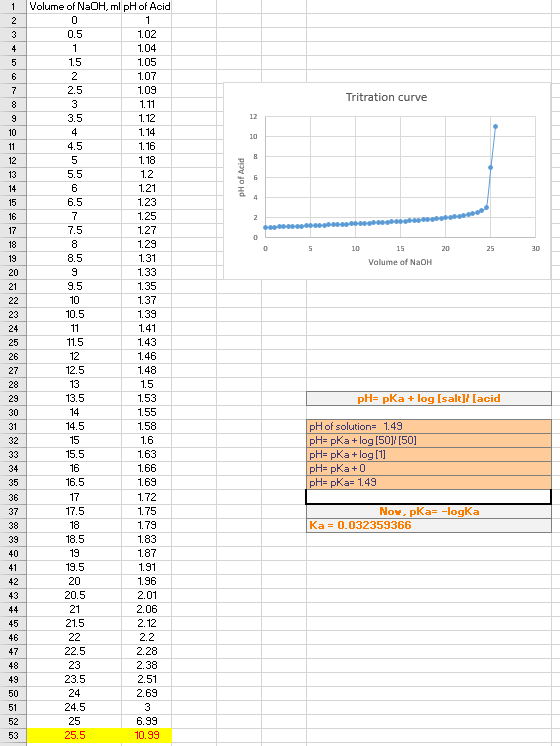 1 Volume of NaOH, ml pH of Acid
2 0 1
3 0.5 1.02
4 1 1.04
5 1.5 1.05
6 2 1.07
7 2.5 1.09
8 3 1.11
9 3.5 1.12
10 4 1.14
11 4.5 1.16
12 5 1.18
13 5.5 1.2
14 6 1.21
15 6.5 1.23
16 7 1.25
17 7.5 1.27
18 8 1.29
19 8.5 1.31
20 9 1.33
21 9.5 1.35
22 10 1.37
23 10.5 1.39
24 11 1.41
25 11.5 1.43
26 12 1.46
27 12.5 1.48
28 13 1.5
29 13.5 1.53
30 14 1.55
31 14.5 1.58
32 15 1.6
33 15.5 1.63
34 16 1.66
35 16.5 1.69
36 17 1.72
37 17.5 1.75
38 18 1.79
39 18.5 1.83
40 19 1.87
41 19.5 1.91
42 20 1.96
43 20.5 2.01
44 21 2.06
45 21.5 2.12
46 22 2.2
47 22.5 2.28
48 23 2.38
49 23.5 2.51
50 24 2.69
51 24.5 3
52 25 6.99
53 25.5 10.99
Tritration curve
pH of Acid
12
10
8
6
4
2
0
0 5 10 15 20 25 30
Volume of NaOH
pH= pKa + log [salt]/ [acid
pH of solution= 1.49
pH= pKa + log [50]/ [50]
pH= pKa + log [1]
pH= pKa + 0
pH= pKa= 1.49
Now, pKa= -logKa
Ka = 0.032359366